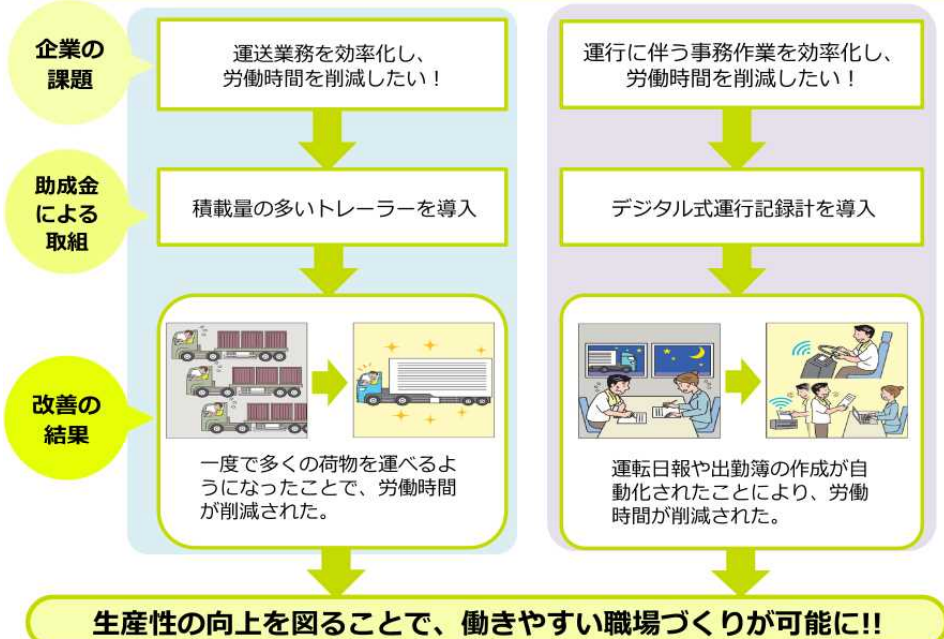 企業の
課題
運送業務を効率化し、
労働時間を削減したい！
運行に伴う事務作業を効率化し、
労働時間を削減したい！
助成金
による
取組
積載量の多いトレーラーを導入
デジタル式運行記録計を導入
改善の
結果
一度で多くの荷物を運べるよ
うになったことで、労働時間
が削減された。
運転日報や出勤簿の作成が自
動化されたことにより、労働
時間が削減された。
生産性の向上を図ることで、働きやすい職場づくりが可能に!!